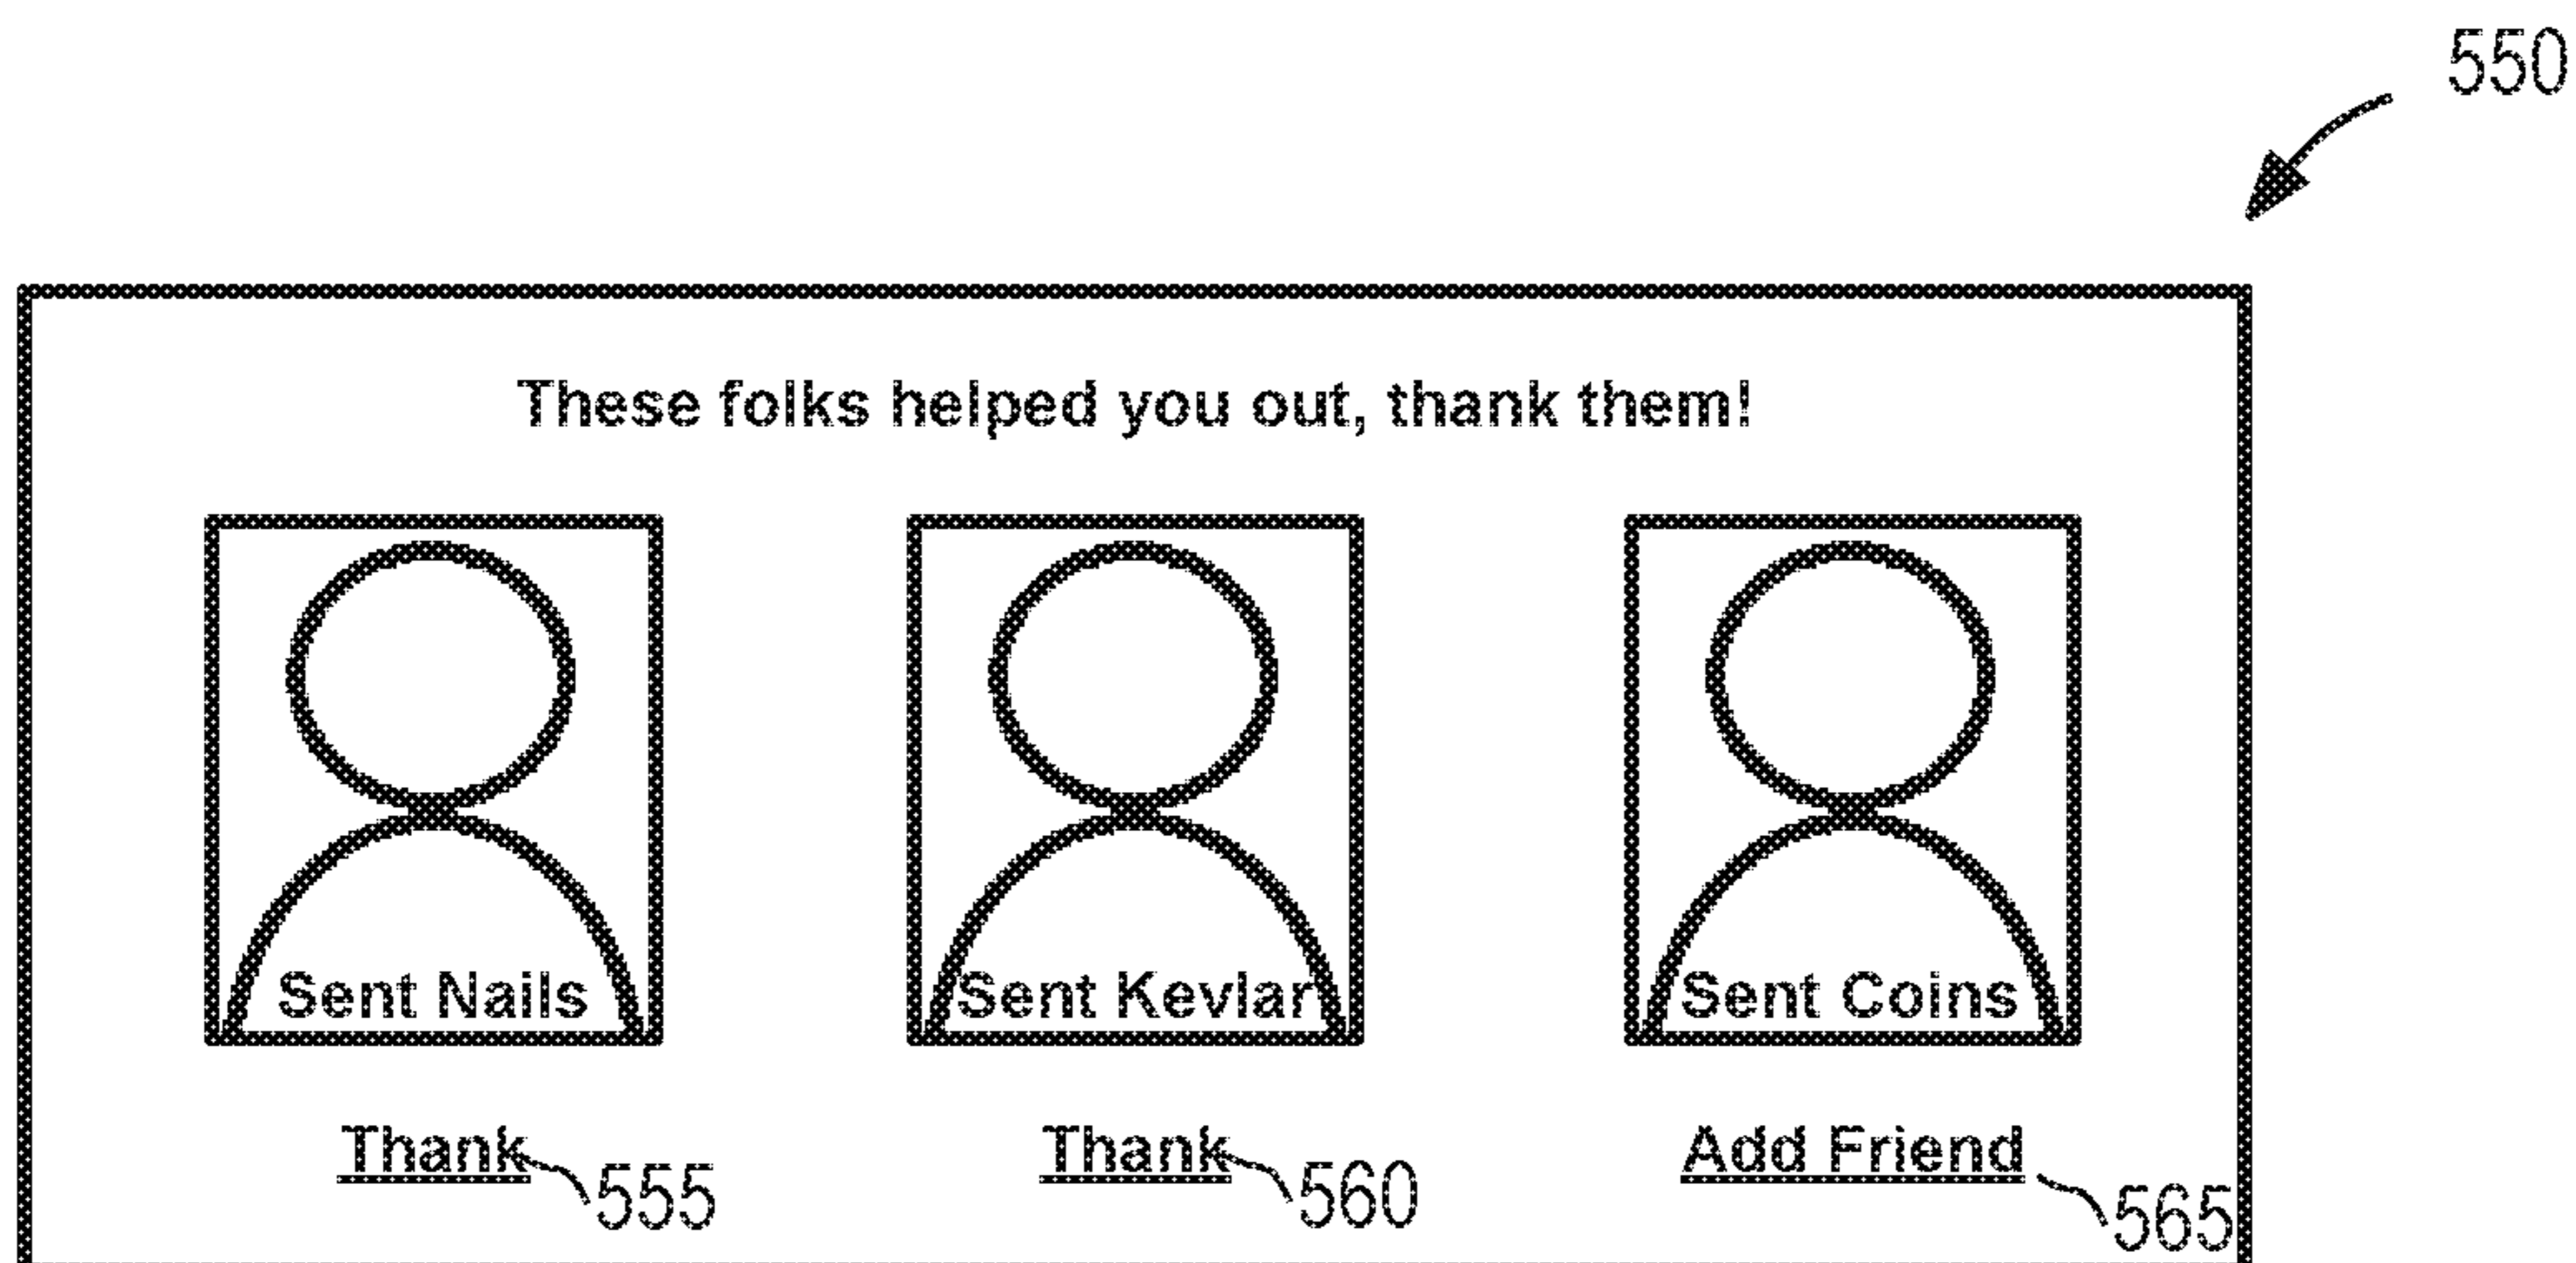 550
These folks helped you out, thank them!
Sent Nails Sent Kevlar Sent Coins
Thank Thank Add Friend
555 560 565